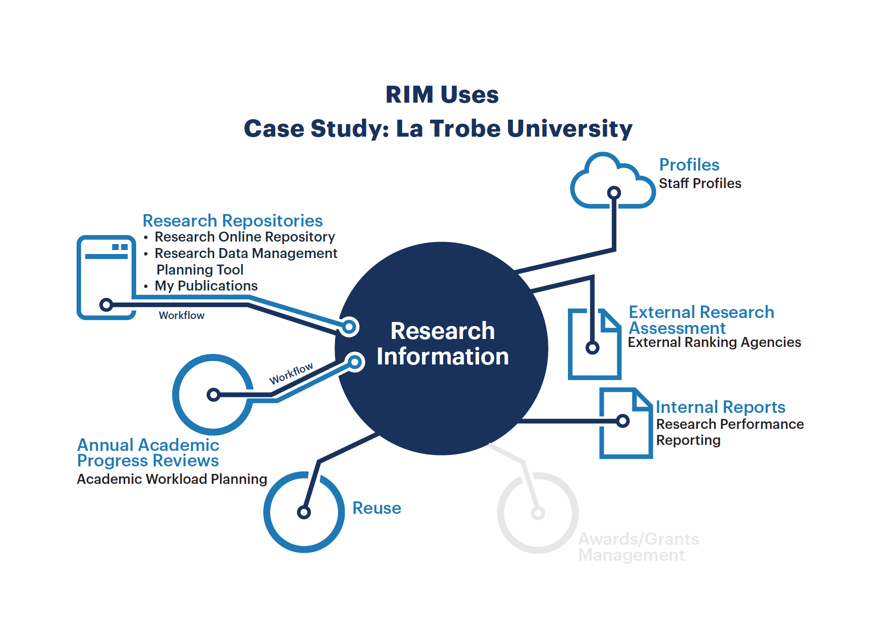 RIM Uses
Case Study: La Trobe University
Profiles
Staff Profiles
Research Repositories
• Research Online Repository
• Research Data Management
Planning Tool
• My Publications
Workflow
Research
Information
External Research
Assessment
External Ranking Agencies
Workflow
Internal Reports
Research Performance
Reporting
Annual Academic
Progress Reviews
Academic Workload Planning
Reuse
Awards/Grants
Management